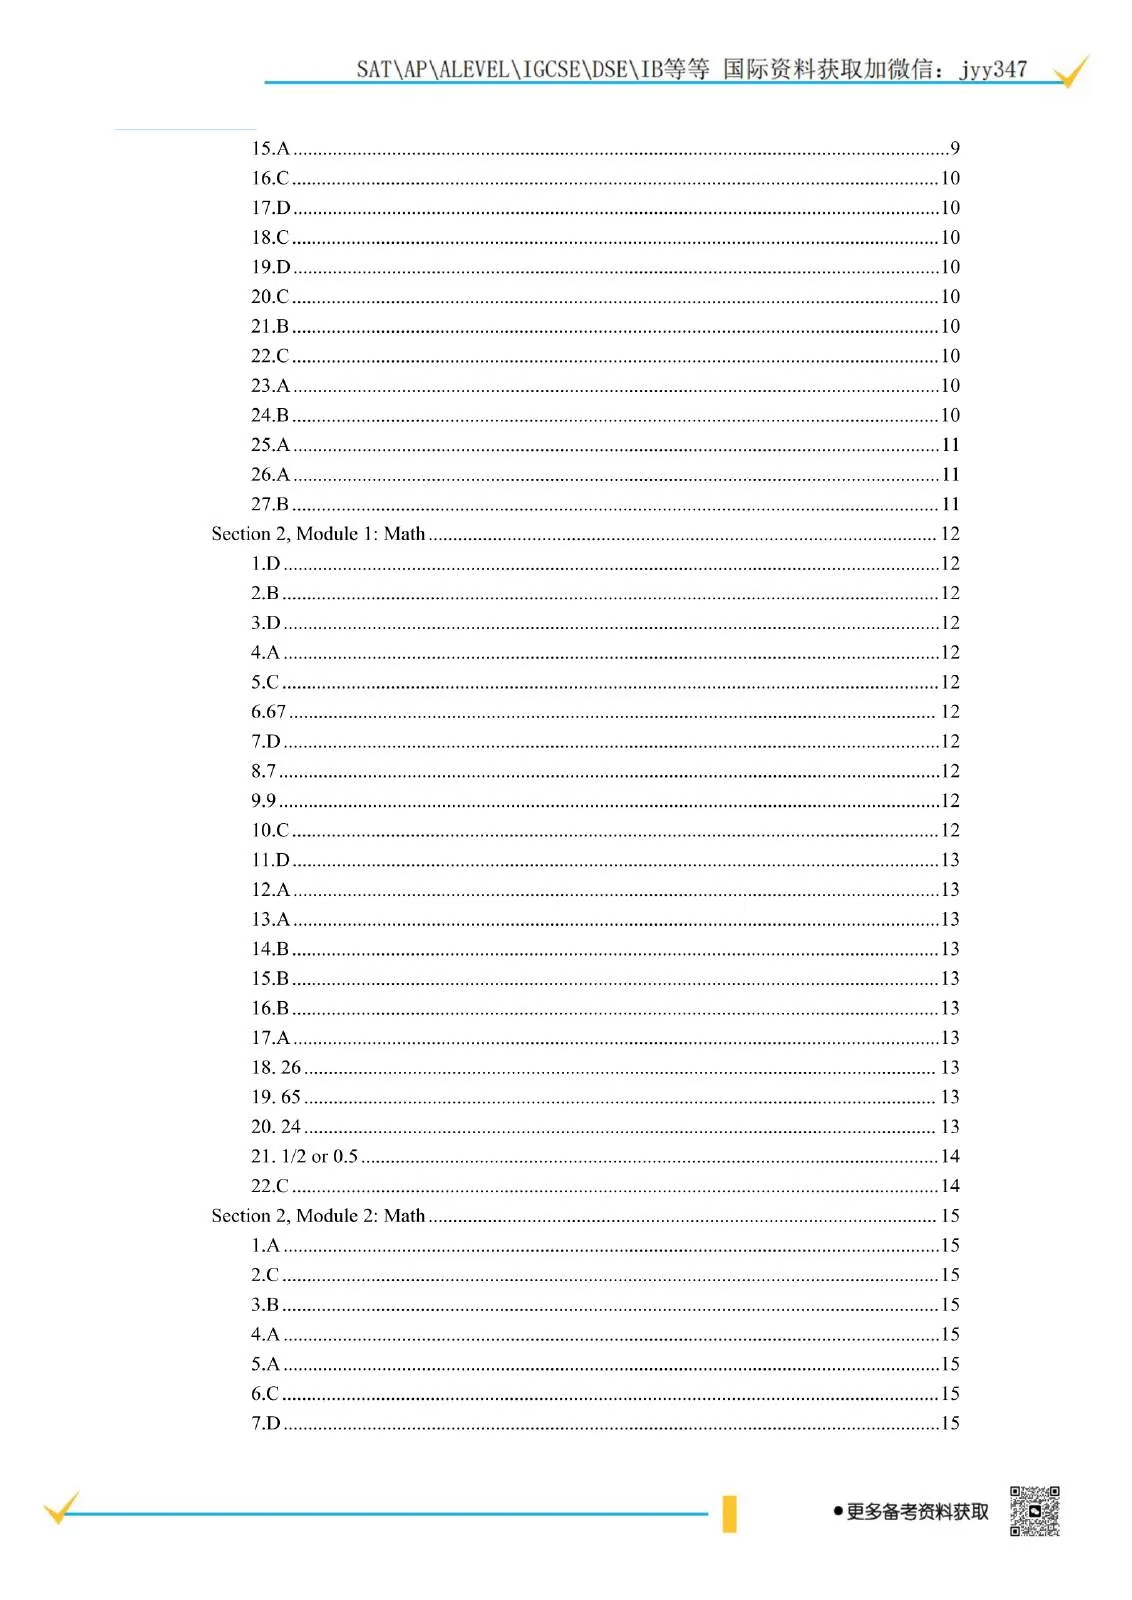 SAT\AP\ALEVEL\IGCSE\DSE\IB等等 国际资料获取加微信: jyy347
15.A 9
16.C 10
17.D 10
18.C 10
19.D 10
20.C 10
21.B 10
22.C 10
23.A 10
24.B 10
25.A 11
26.A 11
27.B 11
Section 2, Module 1: Math 12
1.D 12
2.B 12
3.D 12
4.A 12
5.C 12
6.67 12
7.D 12
8.7 12
9.9 12
10.C 12
11.D 13
12.A 13
13.A 13
14.B 13
15.B 13
16.B 13
17.A 13
18. 26 13
19. 65 13
20. 24 13
21. 1/2 or 0.5 14
22.C 14
Section 2, Module 2: Math 15
1.A 15
2.C 15
3.B 15
4.A 15
5.A 15
6.C 15
7.D 15
●更多备考资料获取